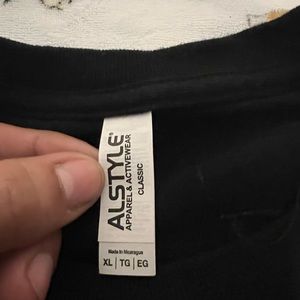 ALSTYLE®
APPAREL & ACTIVEWEAR
CLASSIC
Made in Nicaragua
XL | TG | EG